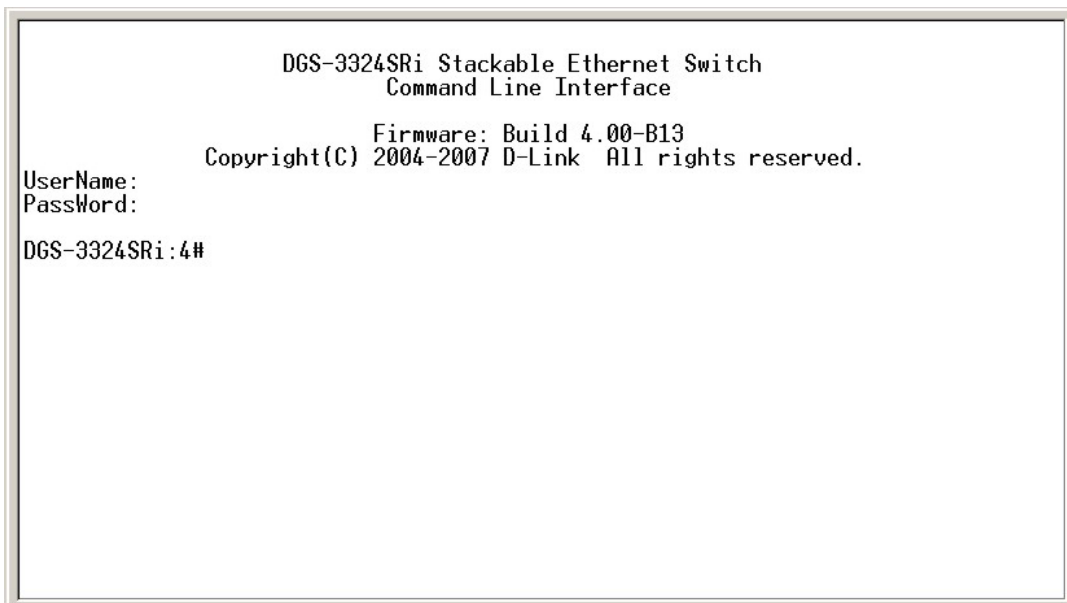 DGS-3324SRi Stackable Ethernet Switch
Command Line Interface
Firmware: Build 4.00-B13
Copyright(C) 2004-2007 D-Link  All rights reserved.
UserName:
PassWord:
DGS-3324SRi:4#